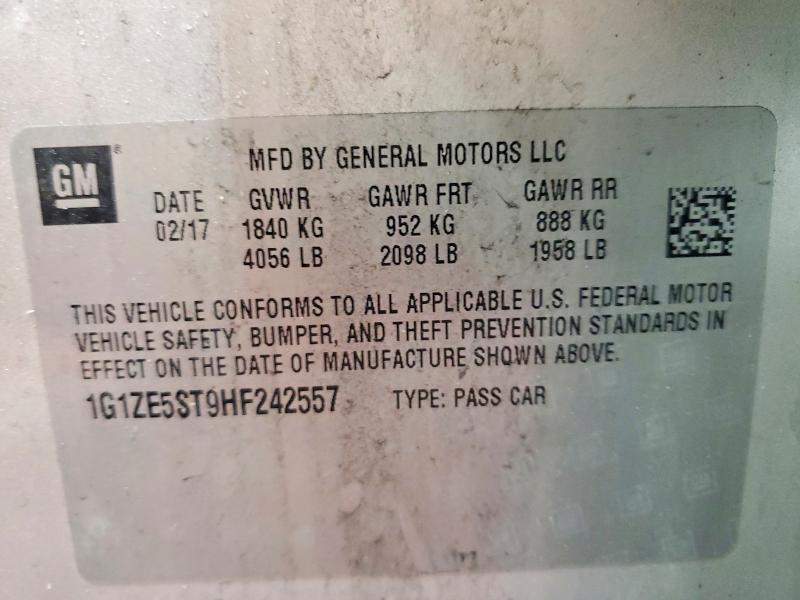 GM ®
MFD BY GENERAL MOTORS LLC
DATE GVWR GAWR FRT GAWR RR
02/17 1840 KG 952 KG 888 KG
4056 LB 2098 LB 1958 LB
THIS VEHICLE CONFORMS TO ALL APPLICABLE U.S. FEDERAL MOTOR
VEHICLE SAFETY, BUMPER, AND THEFT PREVENTION STANDARDS IN
EFFECT ON THE DATE OF MANUFACTURE SHOWN ABOVE.
1G1ZE5ST9HF242557 TYPE: PASS CAR